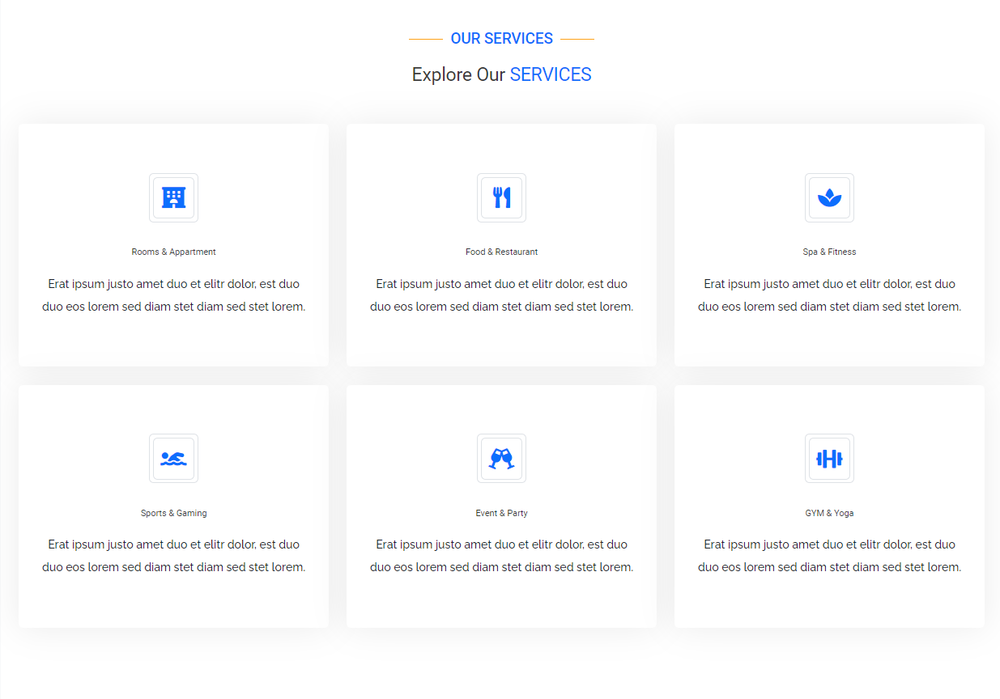 OUR SERVICES
Explore Our SERVICES
Rooms & Appartment
Erat ipsum justo amet duo et elitr dolor, est duo
duo eos lorem sed diam stet diam sed stet lorem.
Food & Restaurant
Erat ipsum justo amet duo et elitr dolor, est duo
duo eos lorem sed diam stet diam sed stet lorem.
Spa & Fitness
Erat ipsum justo amet duo et elitr dolor, est duo
duo eos lorem sed diam stet diam sed stet lorem.
Sports & Gaming
Erat ipsum justo amet duo et elitr dolor, est duo
duo eos lorem sed diam stet diam sed stet lorem.
Event & Party
Erat ipsum justo amet duo et elitr dolor, est duo
duo eos lorem sed diam stet diam sed stet lorem.
GYM & Yoga
Erat ipsum justo amet duo et elitr dolor, est duo
duo eos lorem sed diam stet diam sed stet lorem.